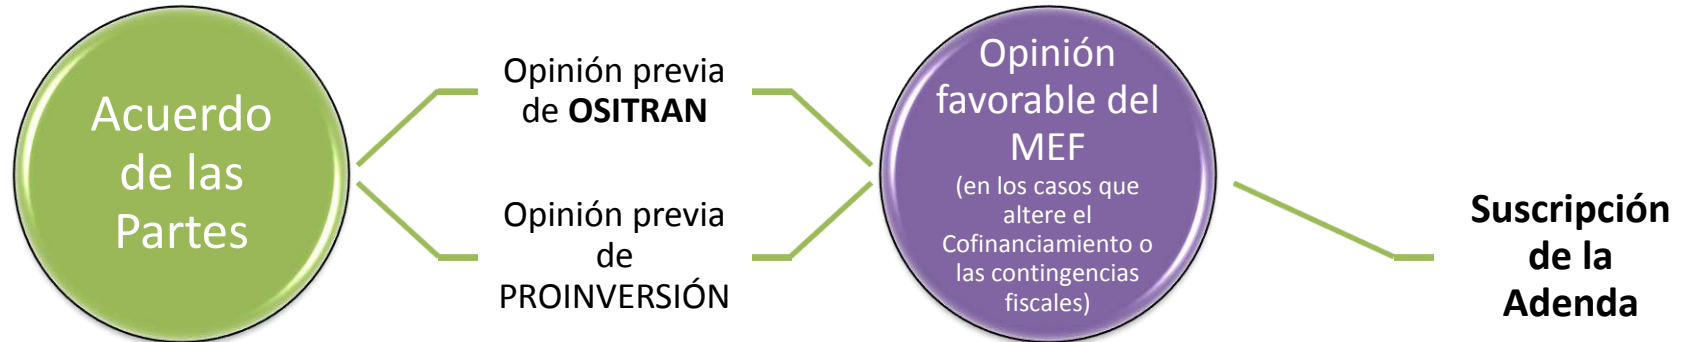 Acuerdo
de las
Partes
Opinión previa
de OSITRAN
Opinión previa
de
PROINVERSIÓN
Opinión
favorable del
MEF
(en los casos que
altere el
Cofinanciamiento o
las contingencias
fiscales)
Suscripción
de la
Adenda